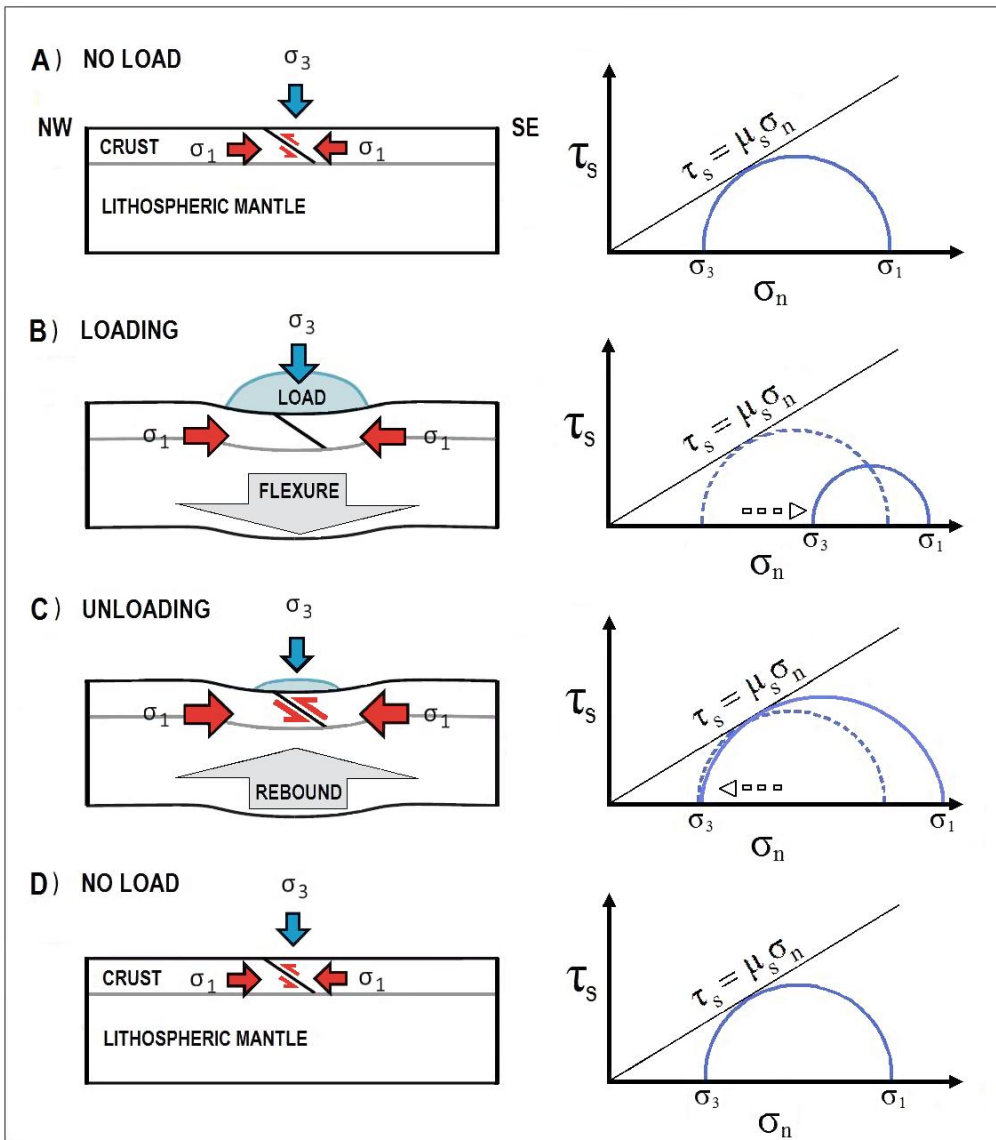 A) NO LOAD
σ3
NW
SE
CRUST
σ1
σ1
LITHOSPHERIC MANTLE
τs
τs = μsσn
σ3
σ1
σn
B) LOADING
σ3
LOAD
σ1
σ1
FLEXURE
τs
τs = μsσn
σ3
σ1
σn
C) UNLOADING
σ3
σ1
σ1
REBOUND
τs
τs = μsσn
σ3
σ1
σn
D) NO LOAD
σ3
CRUST
σ1
σ1
LITHOSPHERIC MANTLE
τs
τs = μsσn
σ3
σ1
σn